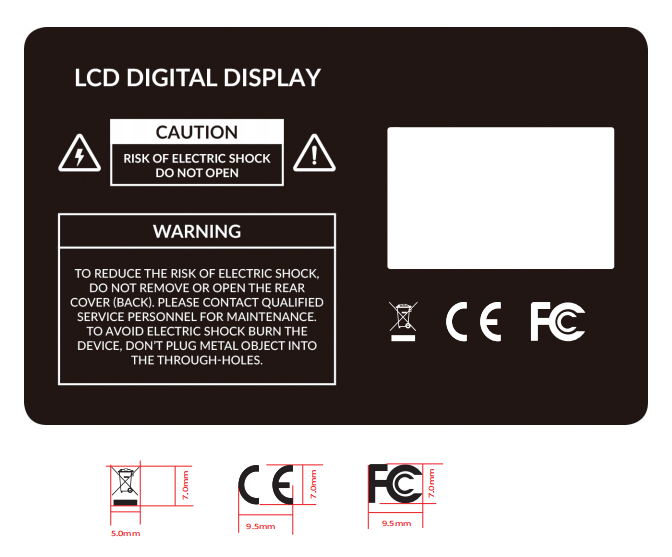 LCD DIGITAL DISPLAY
CAUTION
RISK OF ELECTRIC SHOCK
DO NOT OPEN
WARNING
TO REDUCE THE RISK OF ELECTRIC SHOCK,
DO NOT REMOVE OR OPEN THE REAR
COVER (BACK). PLEASE CONTACT QUALIFIED
SERVICE PERSONNEL FOR MAINTENANCE.
TO AVOID ELECTRIC SHOCK BURN THE
DEVICE, DON'T PLUG METAL OBJECT INTO
THE THROUGH-HOLES.
CE FC
7.0mm
5.0mm
CE
7.0mm
9.5mm
FC
7.0mm
9.5mm